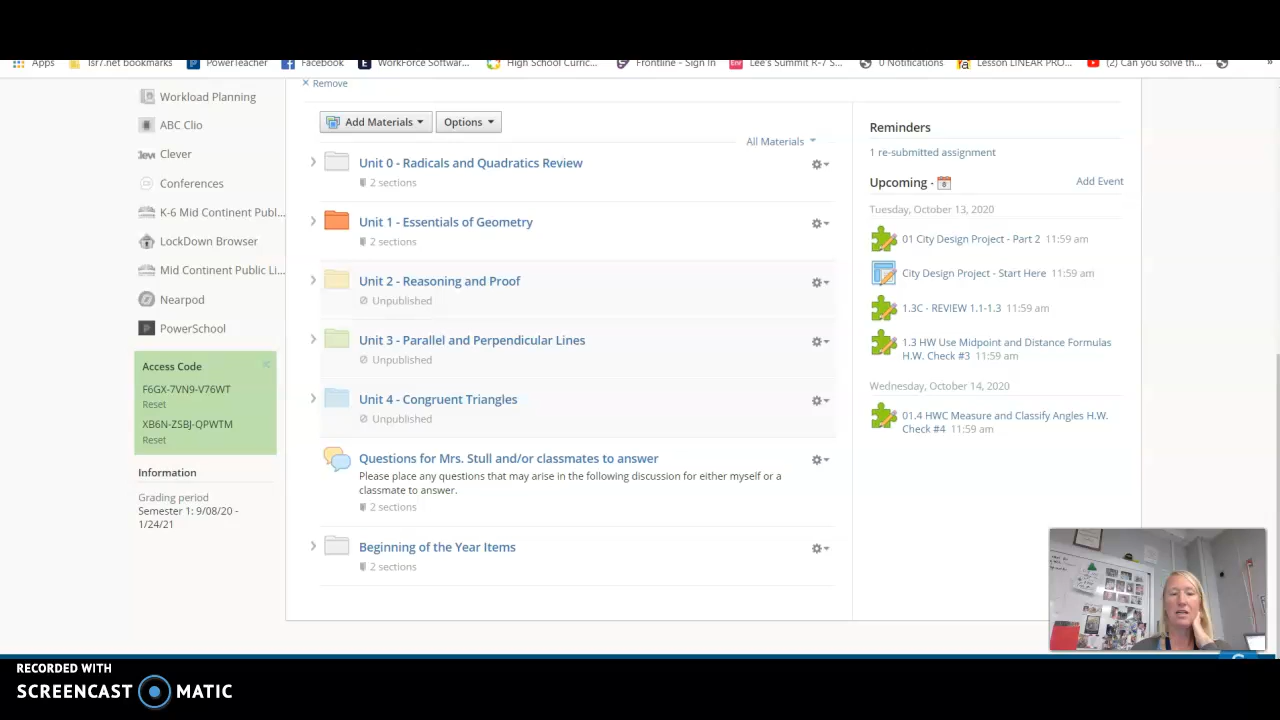 Apps lsr7.net bookmarks PowerTeacher Facebook WorkForce Softwar... High School Curric... Frontline - Sign In Lee's Summit R-7 S... 0 Notifications Lesson LINEAR PRO... (2) Can you solve th... »
× Remove
Workload Planning
ABC Clio
Clever
Conferences
K-6 Mid Continent Publ...
LockDown Browser
Mid Continent Public Li...
Nearpod
PowerSchool
Access Code
F6GX-7VN9-V76WT
Reset
XB6N-ZSBJ-QPWTM
Reset
Information
Grading period
Semester 1: 9/08/20 -
1/24/21
Add Materials Options
All Materials
Unit 0 - Radicals and Quadratics Review
2 sections
Unit 1 - Essentials of Geometry
2 sections
Unit 2 - Reasoning and Proof
Unpublished
Unit 3 - Parallel and Perpendicular Lines
Unpublished
Unit 4 - Congruent Triangles
Unpublished
Questions for Mrs. Stull and/or classmates to answer
Please place any questions that may arise in the following discussion for either myself or a
classmate to answer.
2 sections
Beginning of the Year Items
2 sections
Reminders
1 re-submitted assignment
Upcoming · Add Event
Tuesday, October 13, 2020
01 City Design Project - Part 2 11:59 am
City Design Project - Start Here 11:59 am
1.3C - REVIEW 1.1-1.3 11:59 am
1.3 HW Use Midpoint and Distance Formulas
H.W. Check #3 11:59 am
Wednesday, October 14, 2020
01.4 HWC Measure and Classify Angles H.W.
Check #4 11:59 am
RECORDED WITH
SCREENCAST MATIC